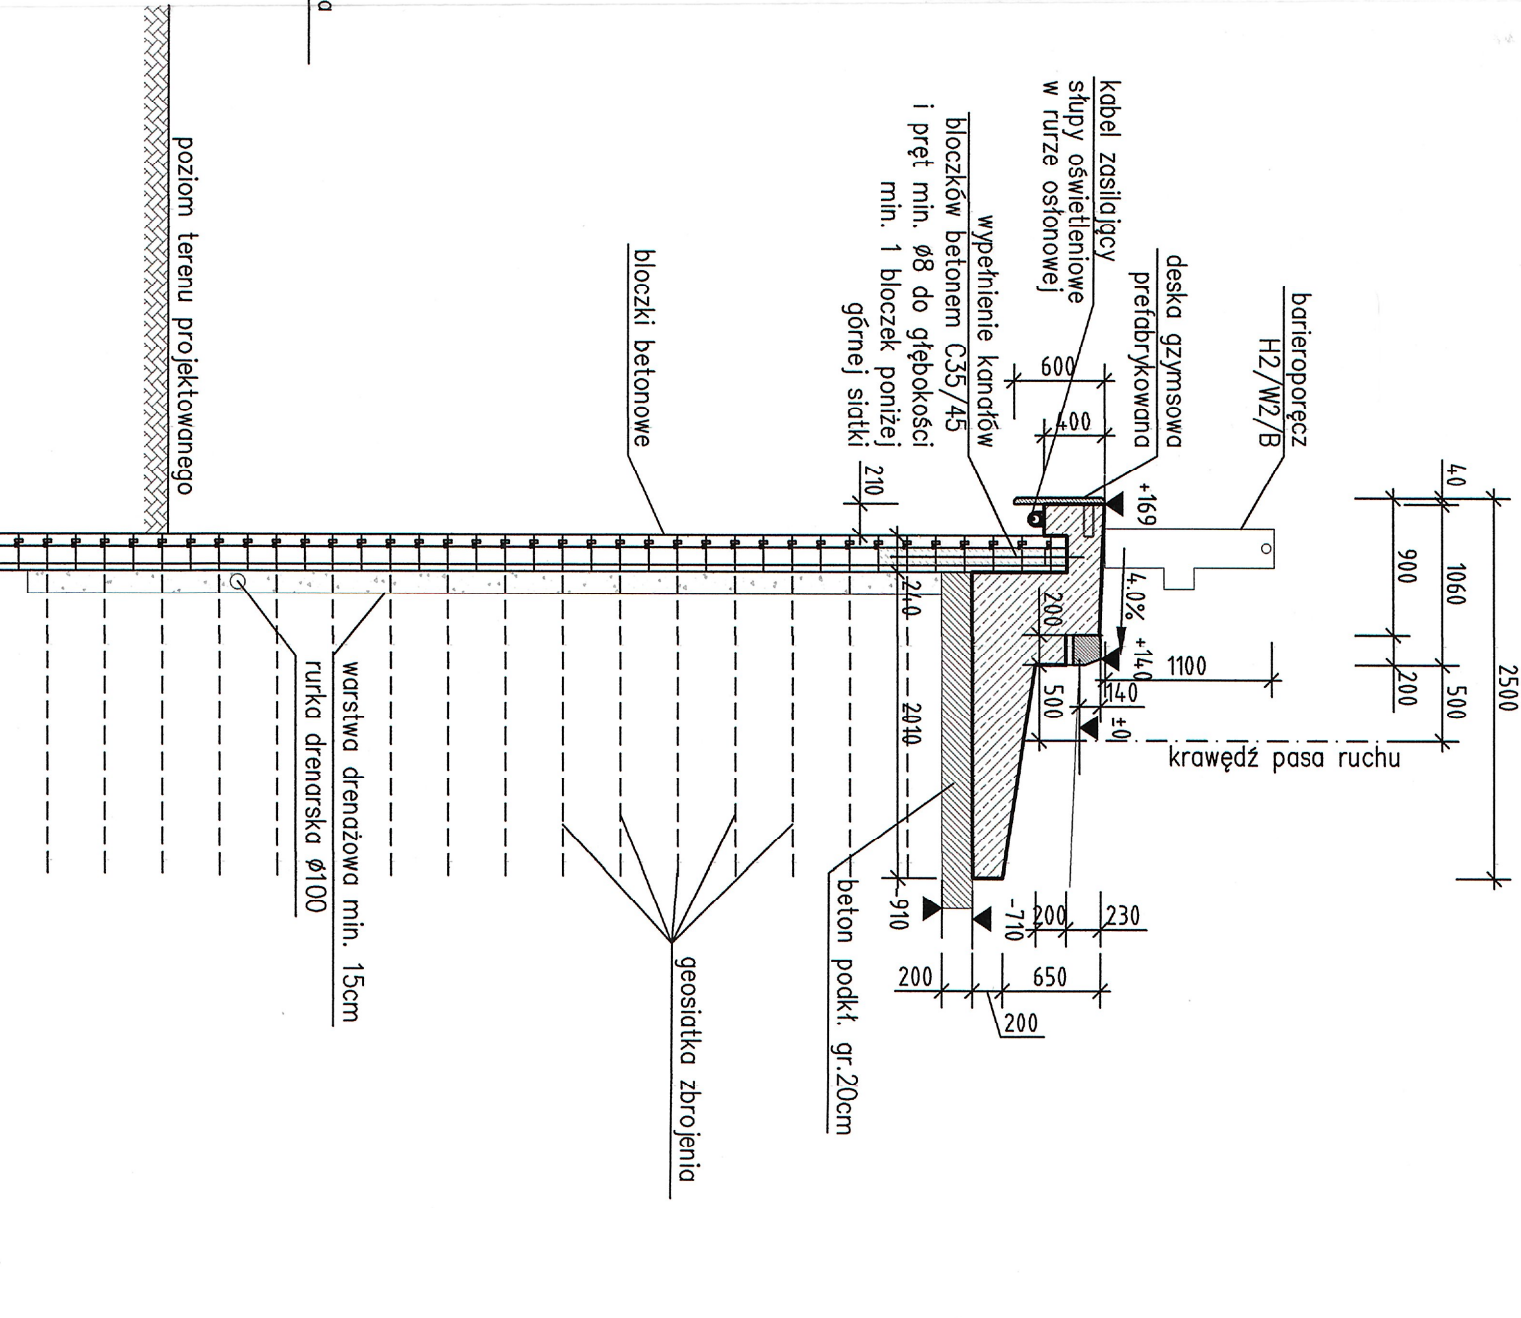 barieroporęcz
H2/W2/B
deska gzymsowa
prefabrykowana
kabel zasilający
słupy oświetleniowe
w rurze osłonowej
wypełnienie kanałów
bloczków betonem C35/45
i pręt min. Ø8 do głębokości
min. 1 bloczek poniżej
górnej siatki
bloczki betonowe
poziom terenu projektowanego
a
40
1060
500
2500
900
200
600
400
210
+169
4.0%
+140
1100
140
±0
krawędź pasa ruchu
200
500
240
2010
-910
-710
200
230
200
650
200
beton podkł. gr.20cm
geosiatka zbrojenia
warstwa drenażowa min. 15cm
rurka drenarska Ø100